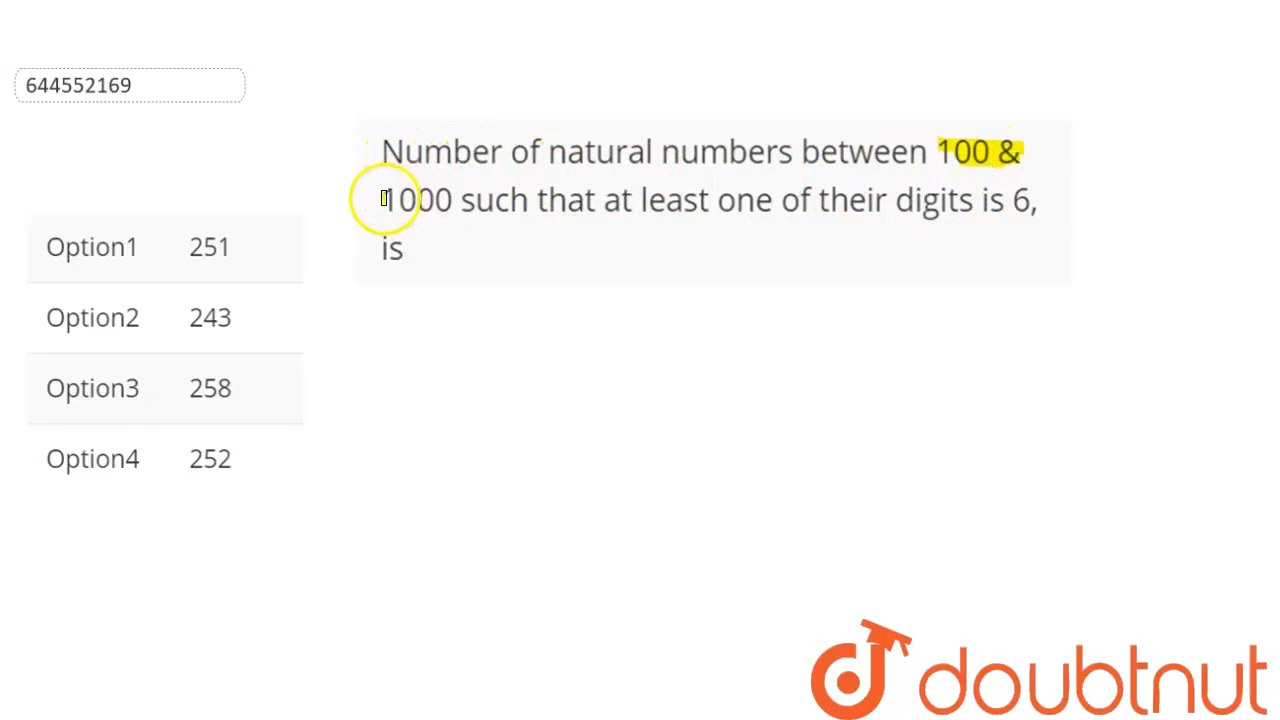 644552169
Number of natural numbers between 100 &
1000 such that at least one of their digits is 6,
is
Option1 251
Option2 243
Option3 258
Option4 252
doubtnut